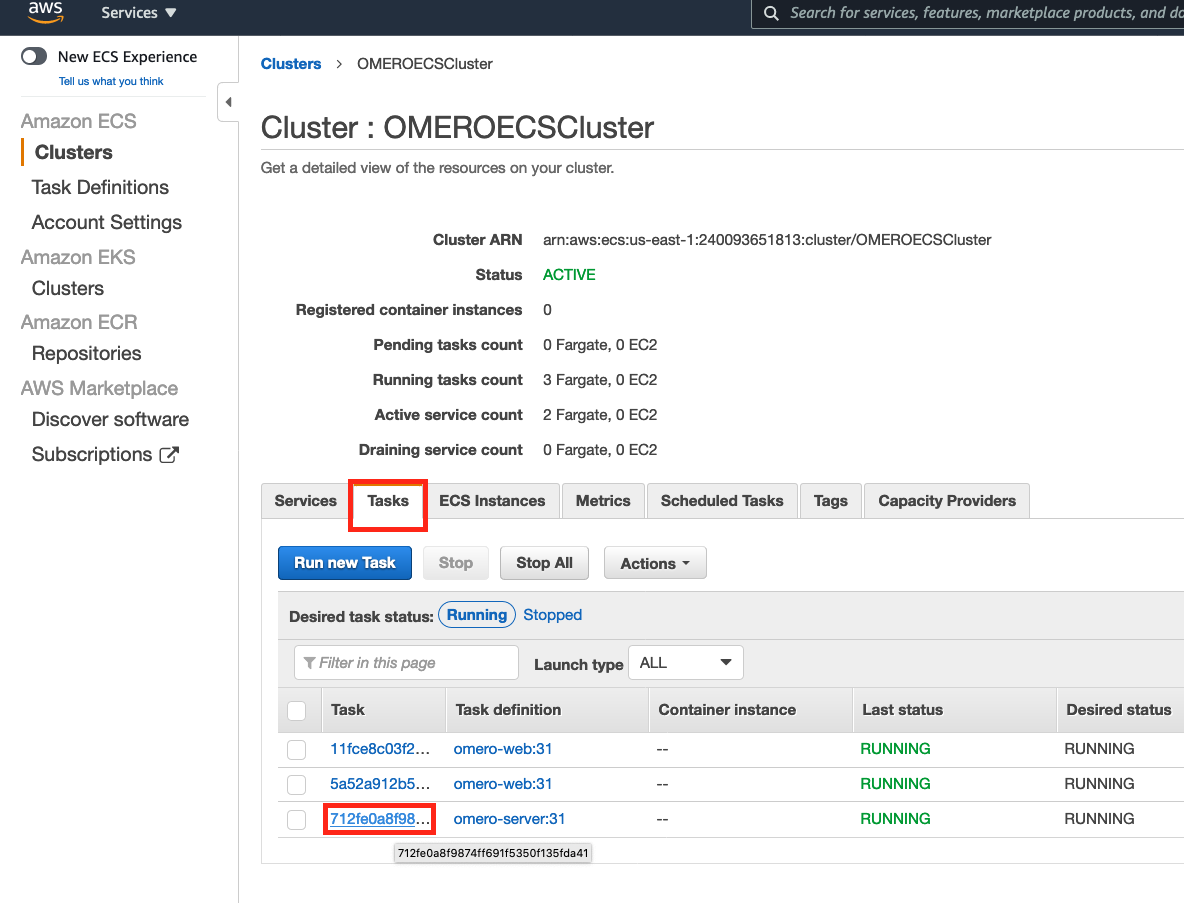 aws Services ▼ Search for services, features, marketplace products, and do
New ECS Experience
Tell us what you think
Amazon ECS
Clusters
Task Definitions
Account Settings
Amazon EKS
Clusters
Amazon ECR
Repositories
AWS Marketplace
Discover software
Subscriptions
Clusters > OMEROECSCluster
Cluster : OMEROECSCluster
Get a detailed view of the resources on your cluster.
Cluster ARN arn:aws:ecs:us-east-1:240093651813:cluster/OMEROECSCluster
Status ACTIVE
Registered container instances 0
Pending tasks count 0 Fargate, 0 EC2
Running tasks count 3 Fargate, 0 EC2
Active service count 2 Fargate, 0 EC2
Draining service count 0 Fargate, 0 EC2
Services Tasks ECS Instances Metrics Scheduled Tasks Tags Capacity Providers
Run new Task Stop Stop All Actions
Desired task status: Running Stopped
Filter in this page Launch type ALL
Task Task definition Container instance Last status Desired status
11fce8c03f2... omero-web:31 -- RUNNING RUNNING
5a52a912b5... omero-web:31 -- RUNNING RUNNING
712fe0a8f98... omero-server:31 -- RUNNING RUNNING
712fe0a8f9874ff691f5350f135fda41